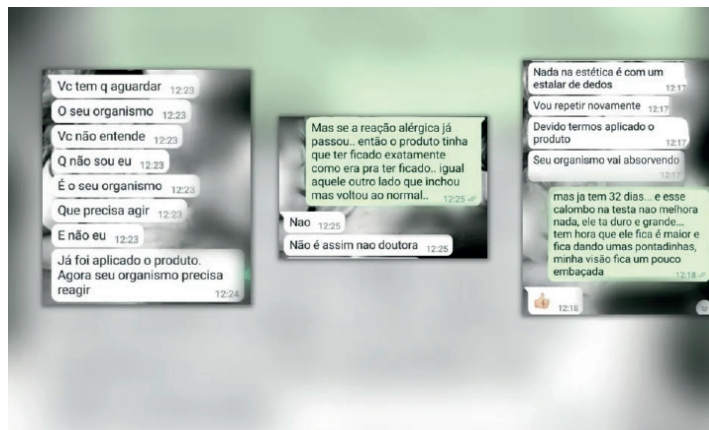 Vc tem q aguardar 12:23
O seu organismo 12:23
Vc não entende 12:23
Q não sou eu 12:23
É o seu organismo 12:23
Que precisa agir 12:23
E não eu 12:23
Já foi aplicado o produto.
Agora seu organismo precisa
reagir 12:24
Mas se a reação alérgica já
passou.. então o produto tinha
que ter ficado exatamente
como era pra ter ficado.. igual
aquele outro lado que inchou
mas voltou ao normal.. 12:25
Nao 12:25
Não é assim nao doutora 12:25
Nada na estética é com um
estalar de dedos 12:17
Vou repetir novamente 12:17
Devido termos aplicado o
produto 12:17
Seu organismo vai absorvendo
12:17
mas ja tem 32 dias... e esse
calombo na testa nao melhora
nada, ele ta duro e grande...
tem hora que ele fica é maior e
fica dando umas pontadinhas,
minha visão fica um pouco
embaçada 12:18
👍🏼 12:18